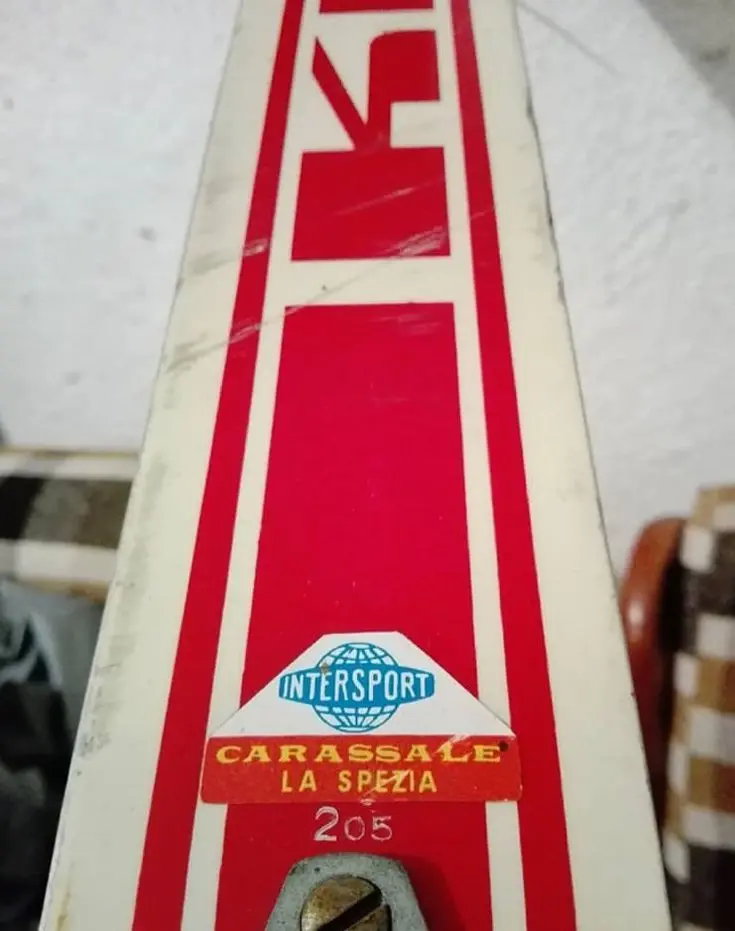 INTERSPORT
CARASSALE
LA SPEZIA
205